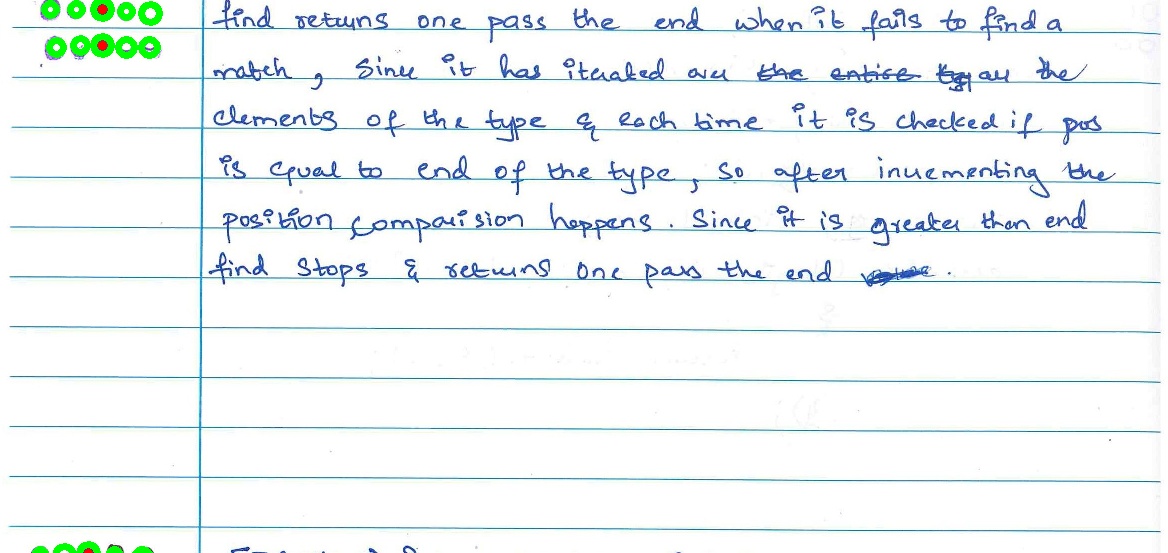 find returns one pass the end when it fails to find a
match, Since it has iterated over the entire all the
elements of the type & each time it is checked if pos
is equal to end of the type, so after incrementing the
position comparision happens. Since it is greater than end
find stops & returns one pass the end